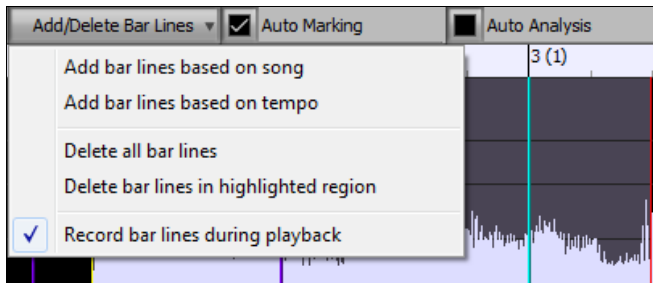 Add/Delete Bar Lines Auto Marking Auto Analysis
3 (1)
Add bar lines based on song
Add bar lines based on tempo
Delete all bar lines
Delete bar lines in highlighted region
Record bar lines during playback